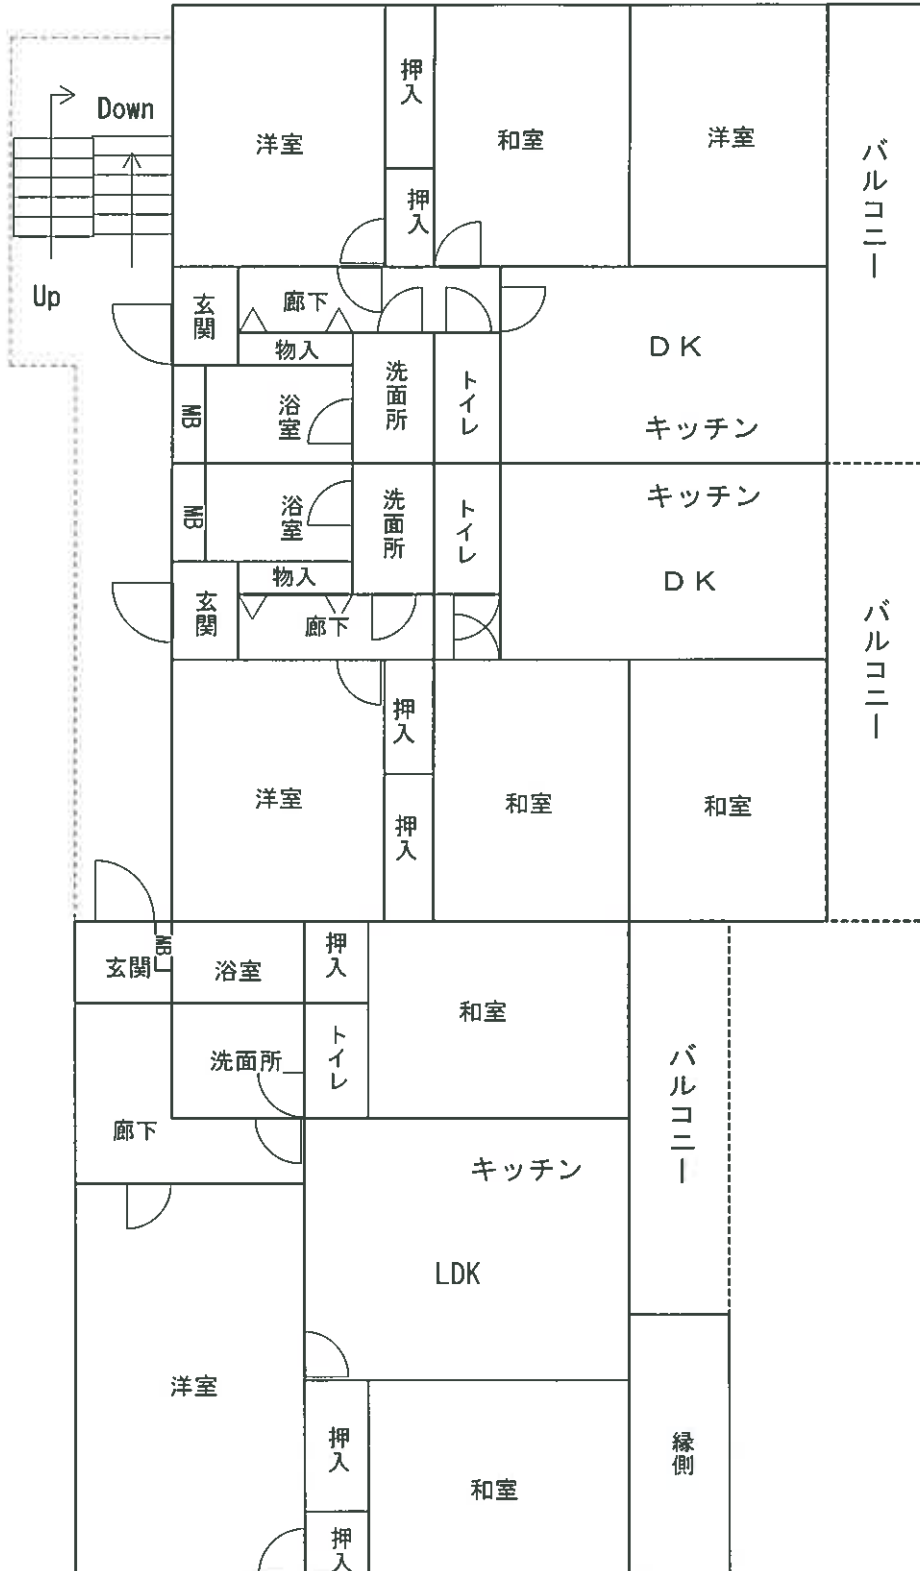 Down
Up
洋室
押入
押入
和室
洋室
バルコニー
玄関
廊下
物入
MB
浴室
洗面所
トイレ
DK
キッチン
MB
浴室
洗面所
トイレ
キッチン
DK
物入
玄関
廊下
バルコニー
洋室
押入
押入
和室
和室
玄関
MB
浴室
押入
和室
洗面所
トイレ
バルコニー
廊下
キッチン
LDK
洋室
押入
和室
縁側
押入